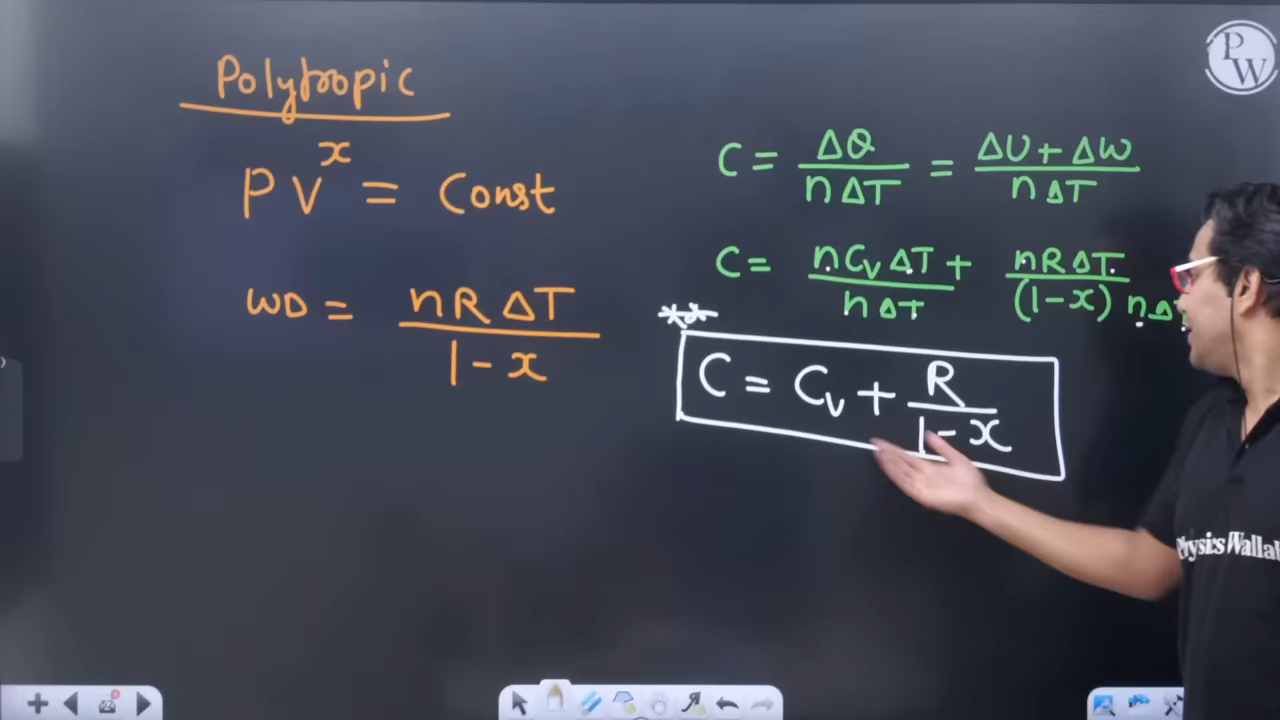 Polytropic
PV^x = Const
WD = nRΔT / 1-x
C = ΔQ / nΔT = ΔU + ΔW / nΔT
C = nCvΔT / nΔT + nRΔT / (1-x) nΔT
**
C = Cv + R / 1-x
PW
Physics Wallah